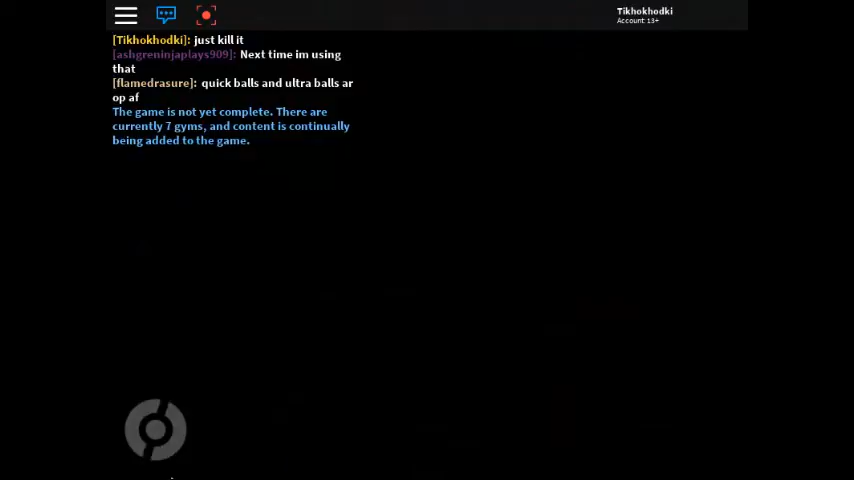 Tikhokhodki
Account: 13+
[Tikhokhodki]: just kill it
[ashgreninjaplays909]: Next time im using
that
[flamedrasure]: quick balls and ultra balls ar
op af
The game is not yet complete. There are
currently 7 gyms, and content is continually
being added to the game.